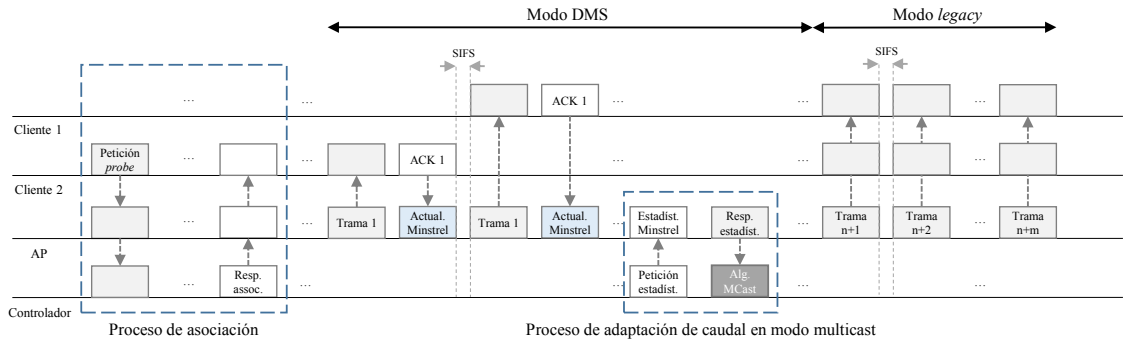 Modo DMS
Modo legacy
SIFS
SIFS
... ... ACK 1 ... ... ...
Cliente 1
Petición
probe
... ... ACK 1 ... ... ...
Cliente 2
... ... Trama 1
Actual.
Minstrel
Trama 1
Actual.
Minstrel
...
Estadíst.
Minstrel
Resp.
estadíst.
...
Trama
n+1
Trama
n+2
...
Trama
n+m
AP
...
Resp.
assoc.
... ...
Petición
estadíst.
Alg.
MCast
... ...
Controlador
Proceso de asociación
Proceso de adaptación de caudal en modo multicast